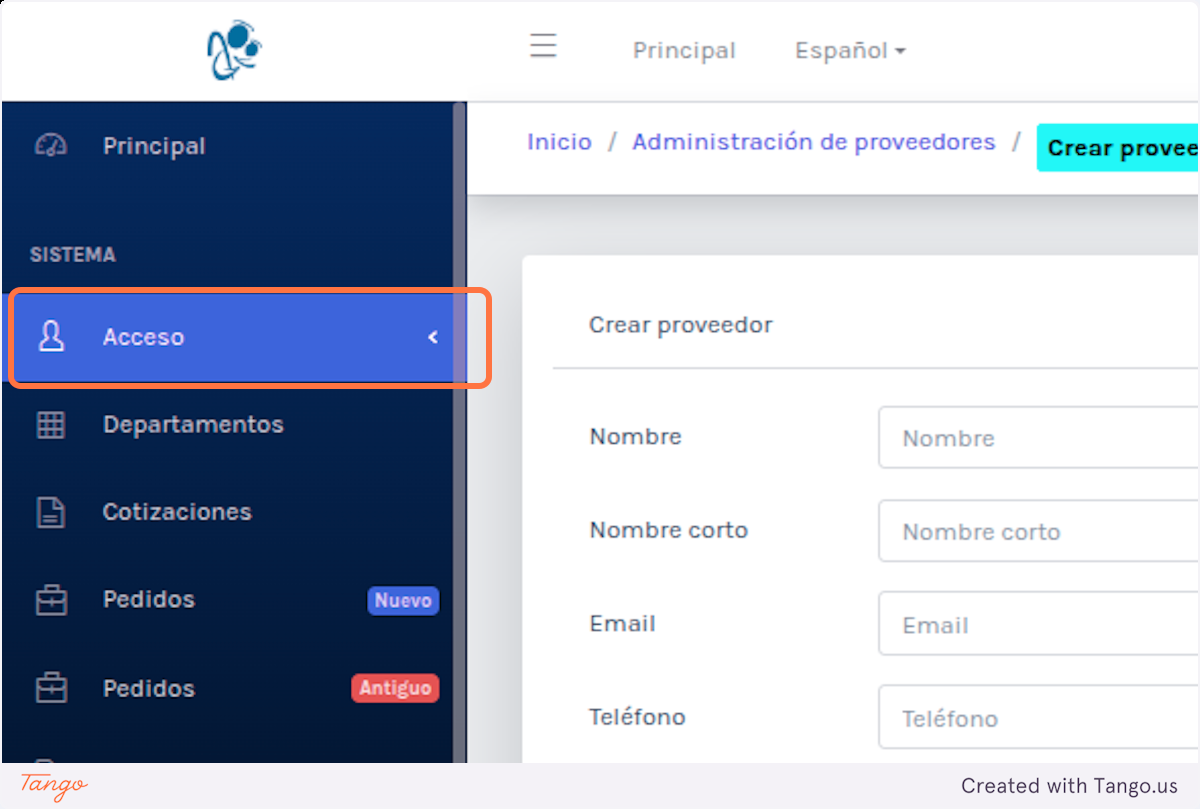 Principal Español
Principal
Inicio / Administración de proveedores / Crear provee
SISTEMA
Acceso
Departamentos
Cotizaciones
Pedidos Nuevo
Pedidos Antiguo
Crear proveedor
Nombre Nombre
Nombre corto Nombre corto
Email Email
Teléfono Teléfono
Tango Created with Tango.us